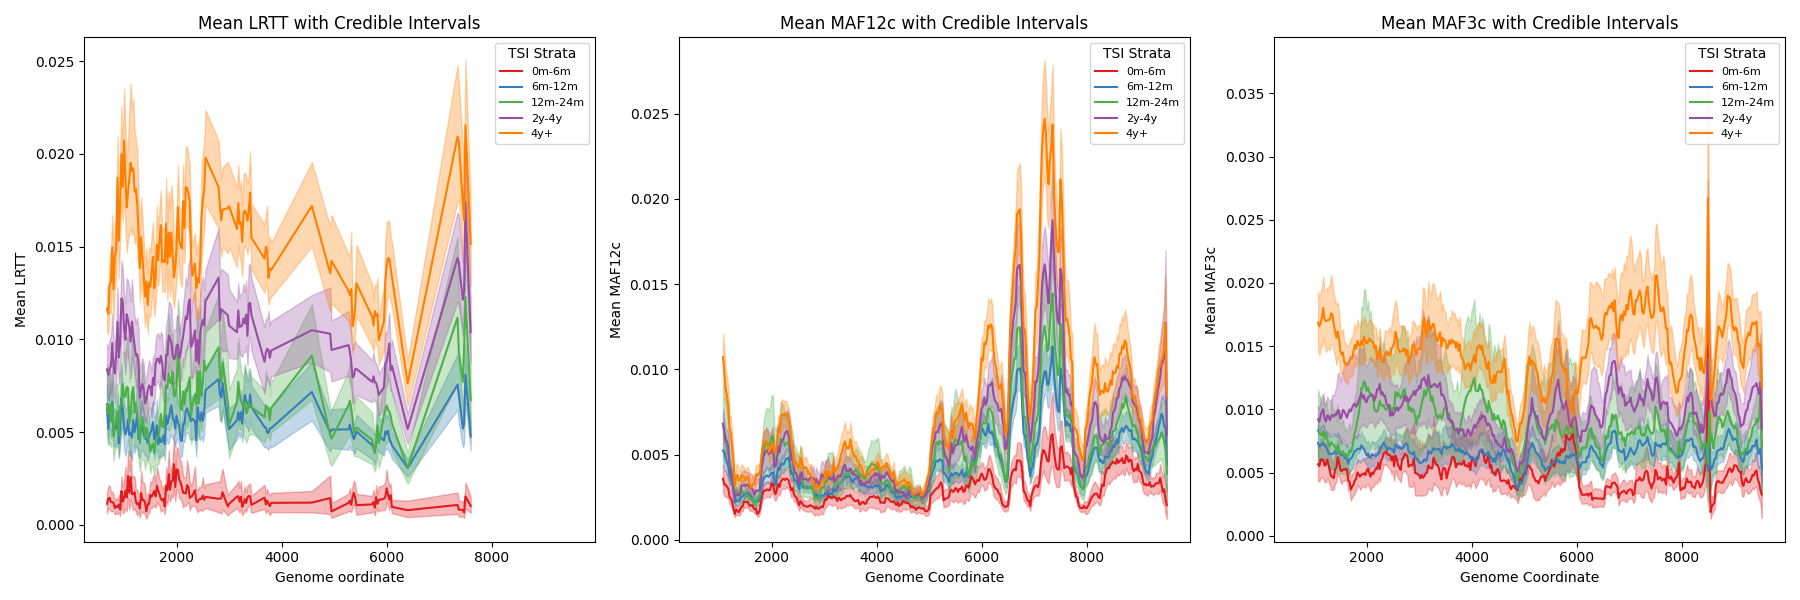 Mean LRTT with Credible Intervals
Mean LRTT
0.025
0.020
0.015
0.010
0.005
0.000
2000 4000 6000 8000
Genome oordinate
TSI Strata
0m-6m
6m-12m
12m-24m
2y-4y
4y+
Mean MAF12c with Credible Intervals
Mean MAF12c
0.025
0.020
0.015
0.010
0.005
0.000
2000 4000 6000 8000
Genome Coordinate
TSI Strata
0m-6m
6m-12m
12m-24m
2y-4y
4y+
Mean MAF3c with Credible Intervals
Mean MAF3c
0.035
0.030
0.025
0.020
0.015
0.010
0.005
0.000
2000 4000 6000 8000
Genome Coordinate
TSI Strata
0m-6m
6m-12m
12m-24m
2y-4y
4y+